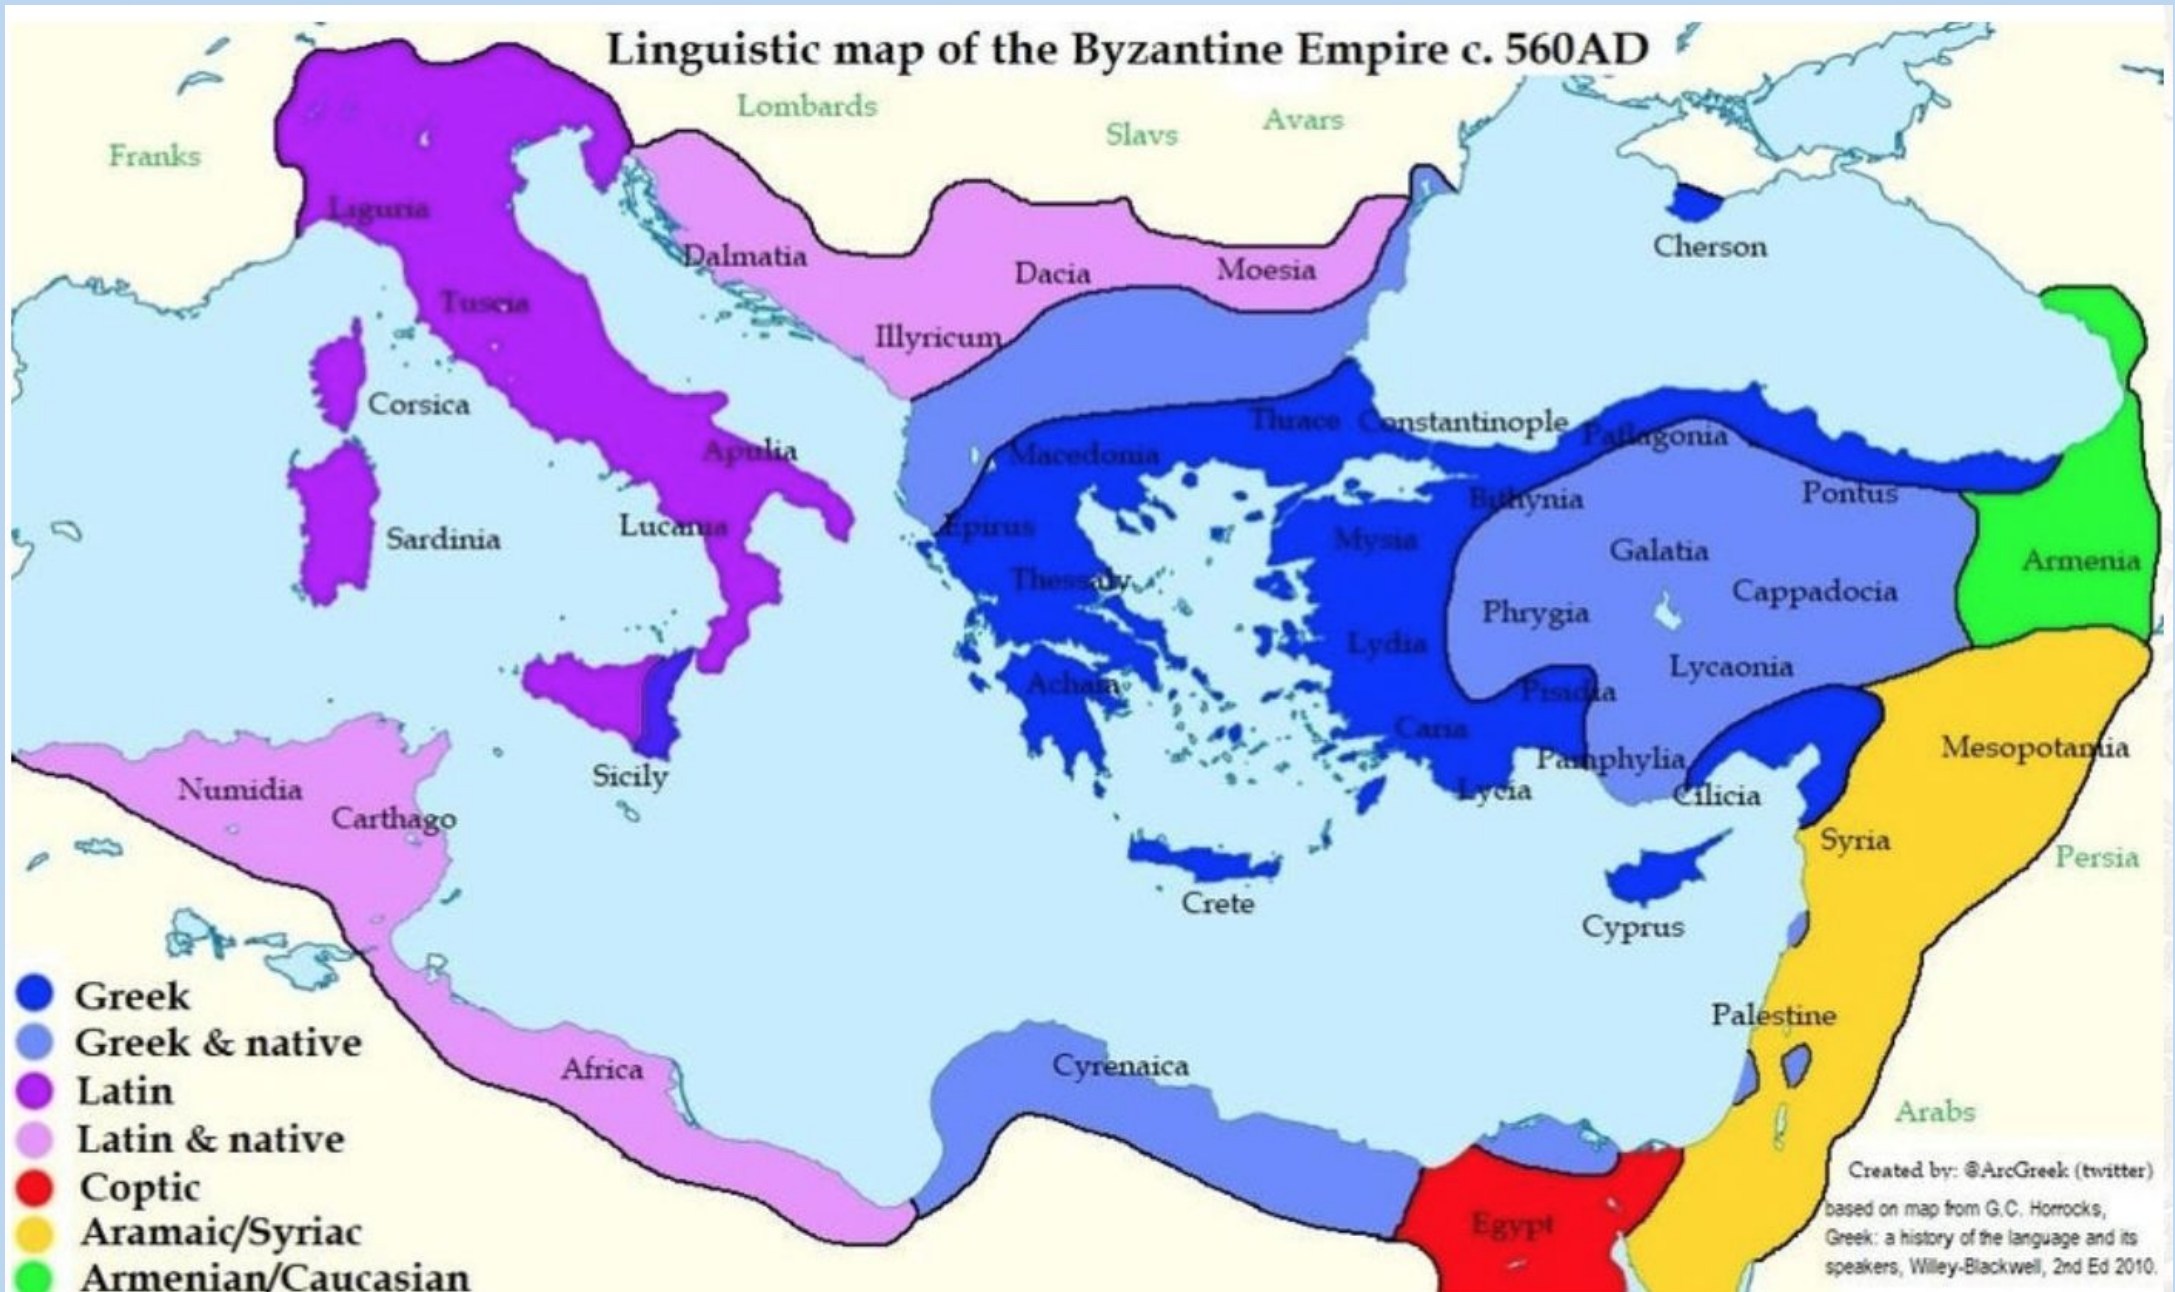 Linguistic map of the Byzantine Empire c. 560AD
Lombards
Slavs
Avars
Franks
Liguria
Cherson
Dalmatia
Dacia
Moesia
Tuscia
Illyricum
Corsica
Apulia
Thrace
Constantinople
Paflagonia
Macedonia
Bithynia
Pontus
Sardinia
Lucania
Epirus
Mysia
Galatia
Armenia
Thessaly
Cappadocia
Phrygia
Lydia
Lycaonia
Achaia
Pisidia
Caria
Mesopotamia
Pamphylia
Sicily
Numidia
Lycia
Cilicia
Carthago
Syria
Persia
Crete
Cyprus
Palestine
Africa
Cyrenaica
Arabs
Egypt
Greek
Greek & native
Latin
Latin & native
Coptic
Aramaic/Syriac
Armenian/Caucasian
Created by: @ArcGreek (twitter)
based on map from G.C. Horrocks,
Greek: a history of the language and its
speakers, Willey-Blackwell, 2nd Ed 2010.